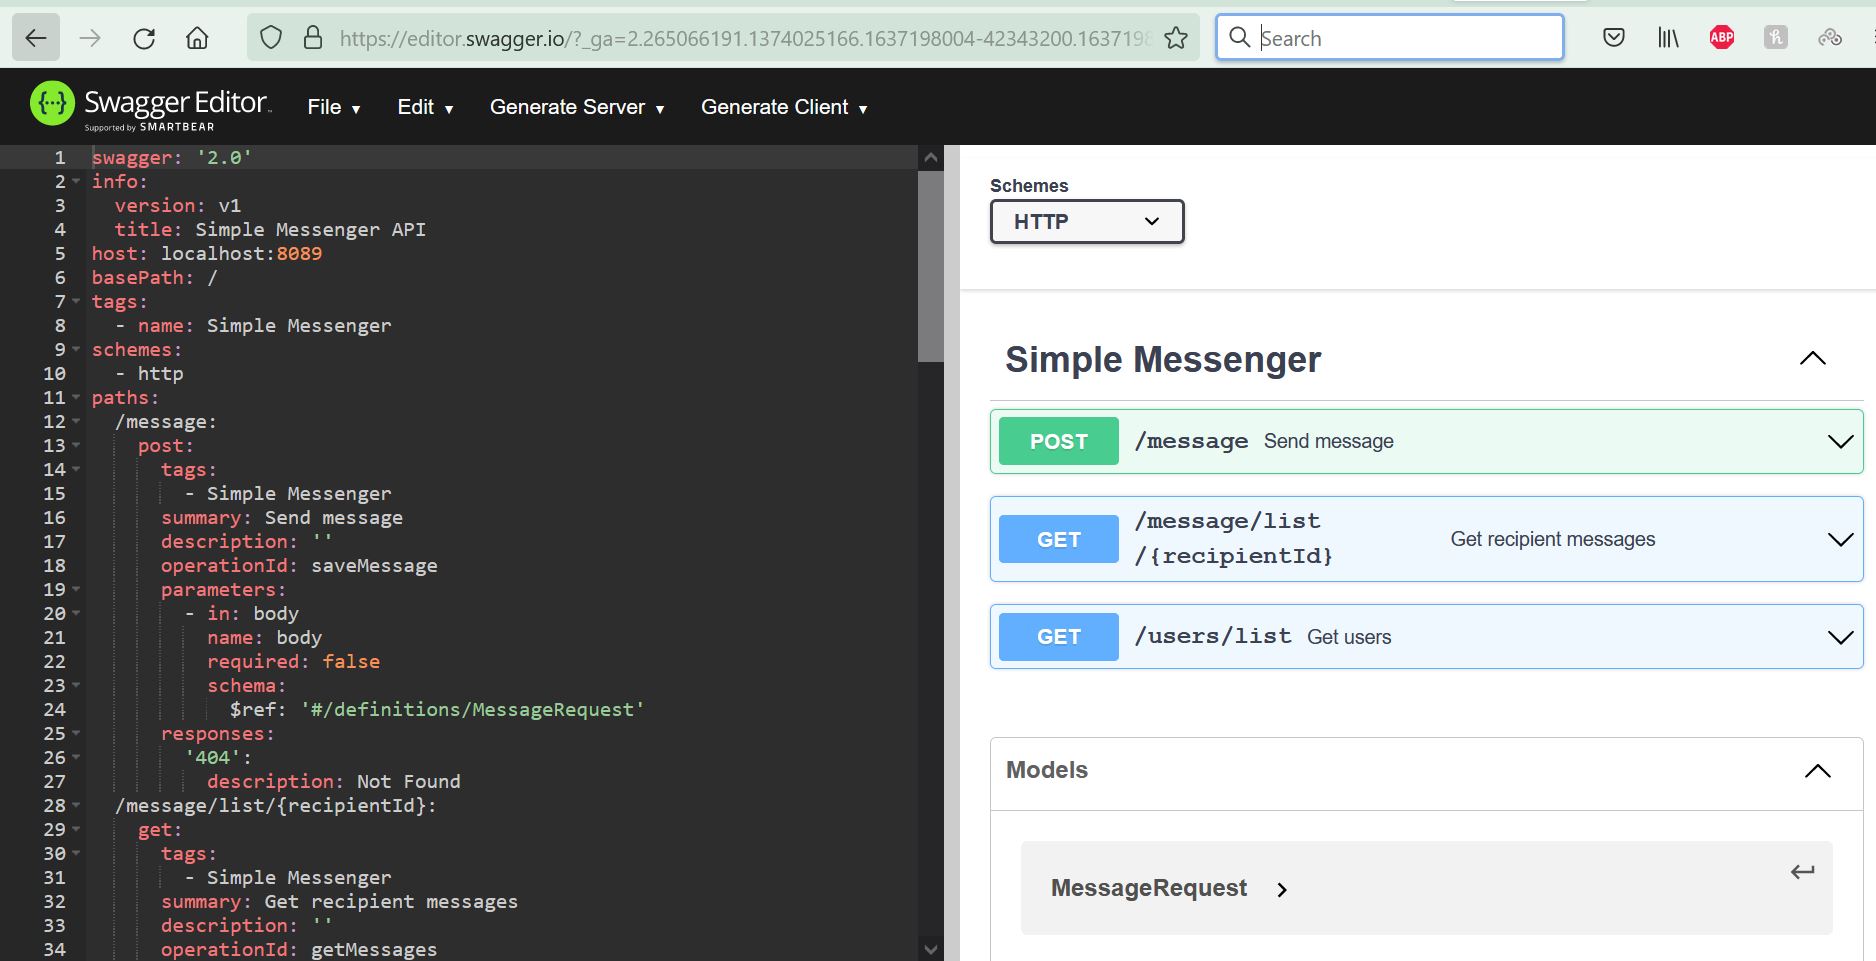 https://editor.swagger.io/?_ga=2.265066191.1374025166.1637198004-42343200.1637198
Search
ABP
h
{...} Swagger Editor
Supported by SMARTBEAR
File ▾
Edit ▾
Generate Server ▾
Generate Client ▾
1 swagger: '2.0'
2 info:
3 version: v1
4 title: Simple Messenger API
5 host: localhost:8089
6 basePath: /
7 tags:
8 - name: Simple Messenger
9 schemes:
10 - http
11 paths:
12 /message:
13 post:
14 tags:
15 - Simple Messenger
16 summary: Send message
17 description: ''
18 operationId: saveMessage
19 parameters:
20 - in: body
21 name: body
22 required: false
23 schema:
24 $ref: '#/definitions/MessageRequest'
25 responses:
26 '404':
27 description: Not Found
28 /message/list/{recipientId}:
29 get:
30 tags:
31 - Simple Messenger
32 summary: Get recipient messages
33 description: ''
34 operationId: getMessages
Schemes
HTTP
Simple Messenger
POST /message Send message
GET /message/list
/{recipientId} Get recipient messages
GET /users/list Get users
Models
MessageRequest